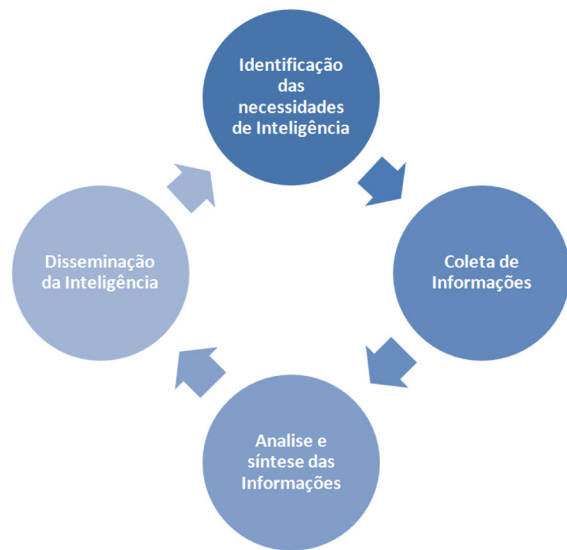 Identificação
das
necessidades
de Inteligência
Coleta de
Informações
Analise e
síntese das
Informações
Disseminação
da Inteligência